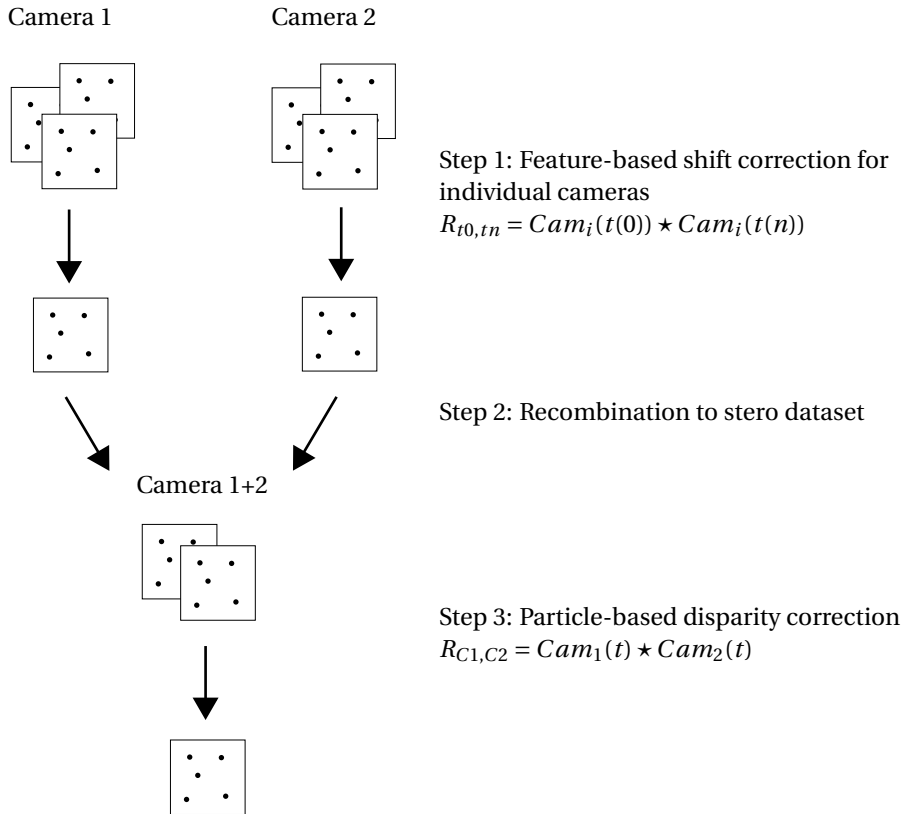 Camera 1
Camera 2
Step 1: Feature-based shift correction for
individual cameras
R_{t0,tn} = Cam_i(t(0)) ⋆ Cam_i(t(n))
Step 2: Recombination to stero dataset
Camera 1+2
Step 3: Particle-based disparity correction
R_{C1,C2} = Cam_1(t) ⋆ Cam_2(t)